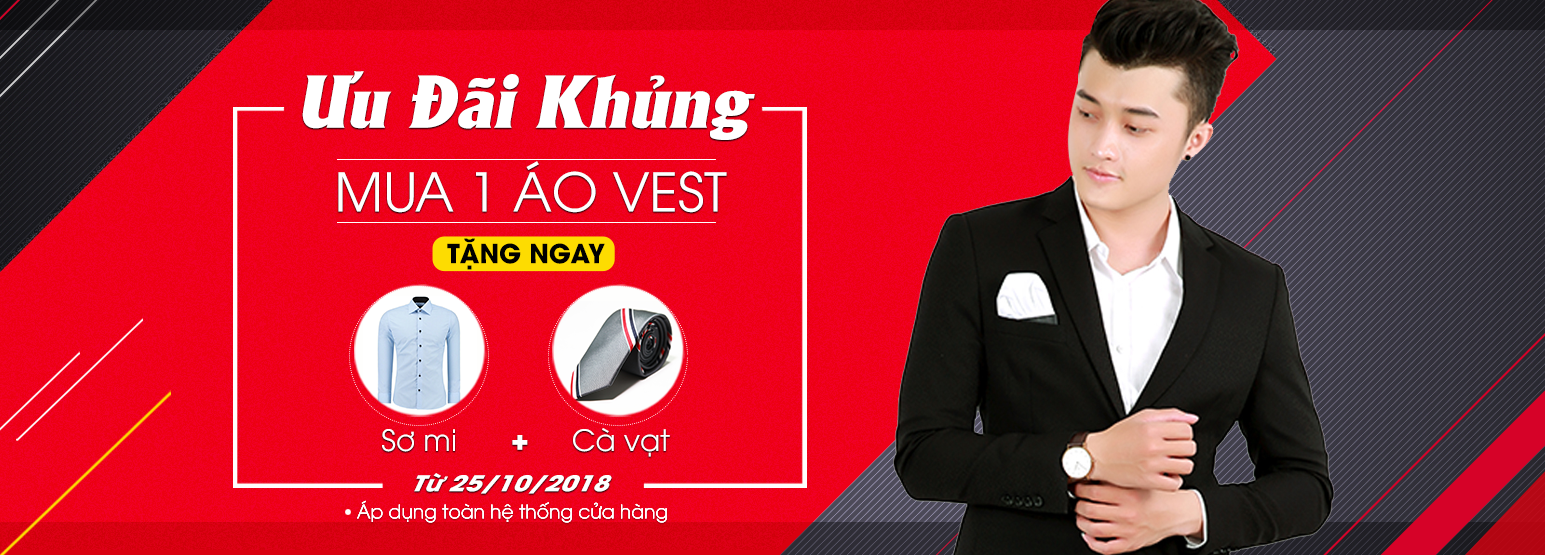 Ưu Đãi Khủng
MUA 1 ÁO VEST
TẶNG NGAY
Sơ mi + Cà vạt
Từ 25/10/2018
• Áp dụng toàn hệ thống cửa hàng